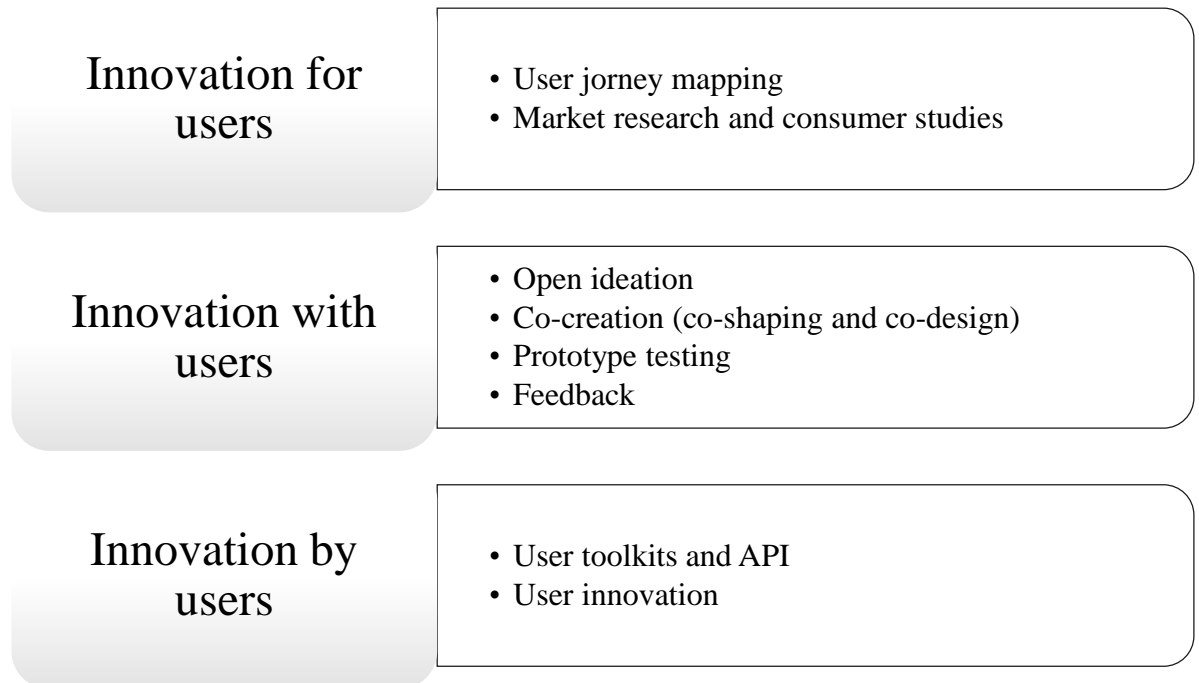 Innovation for
users
• User jorney mapping
• Market research and consumer studies
Innovation with
users
• Open ideation
• Co-creation (co-shaping and co-design)
• Prototype testing
• Feedback
Innovation by
users
• User toolkits and API
• User innovation